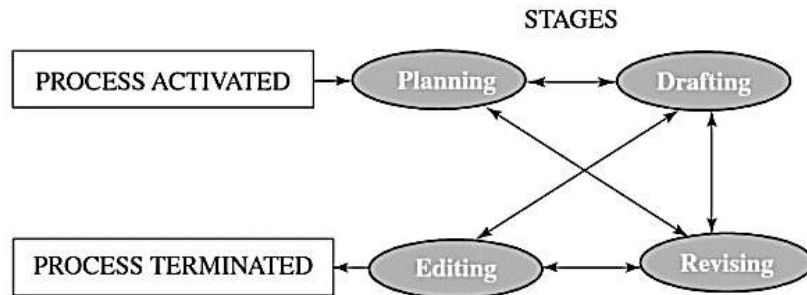 STAGES
PROCESS ACTIVATED Planning Drafting
PROCESS TERMINATED Editing Revising